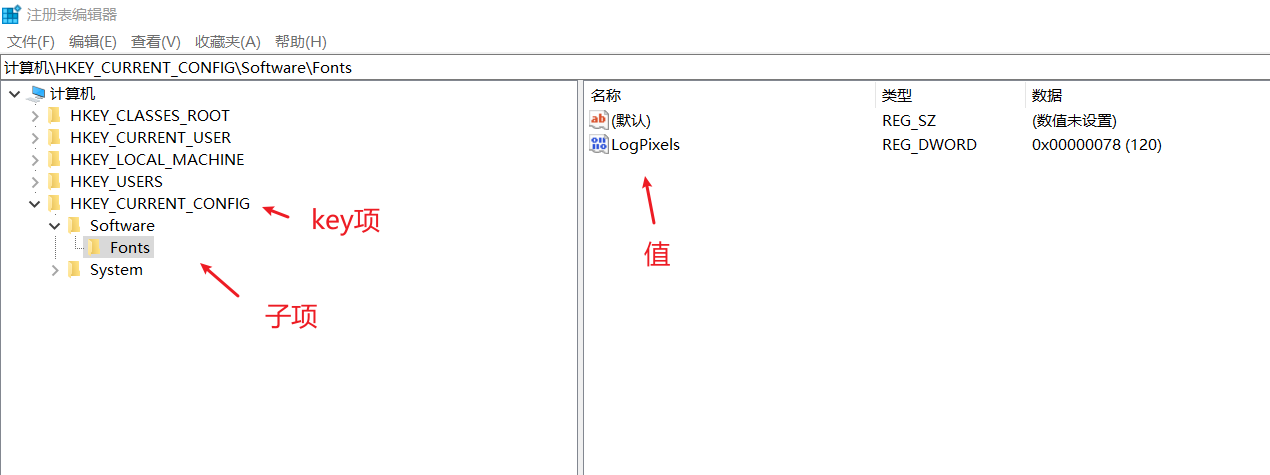 注册表编辑器
文件(F) 编辑(E) 查看(V) 收藏夹(A) 帮助(H)
计算机\HKEY_CURRENT_CONFIG\Software\Fonts
计算机
HKEY_CLASSES_ROOT
HKEY_CURRENT_USER
HKEY_LOCAL_MACHINE
HKEY_USERS
HKEY_CURRENT_CONFIG
key项
Software
Fonts
System
子项
名称 类型 数据
(默认) REG_SZ (数值未设置)
LogPixels REG_DWORD 0x00000078 (120)
值